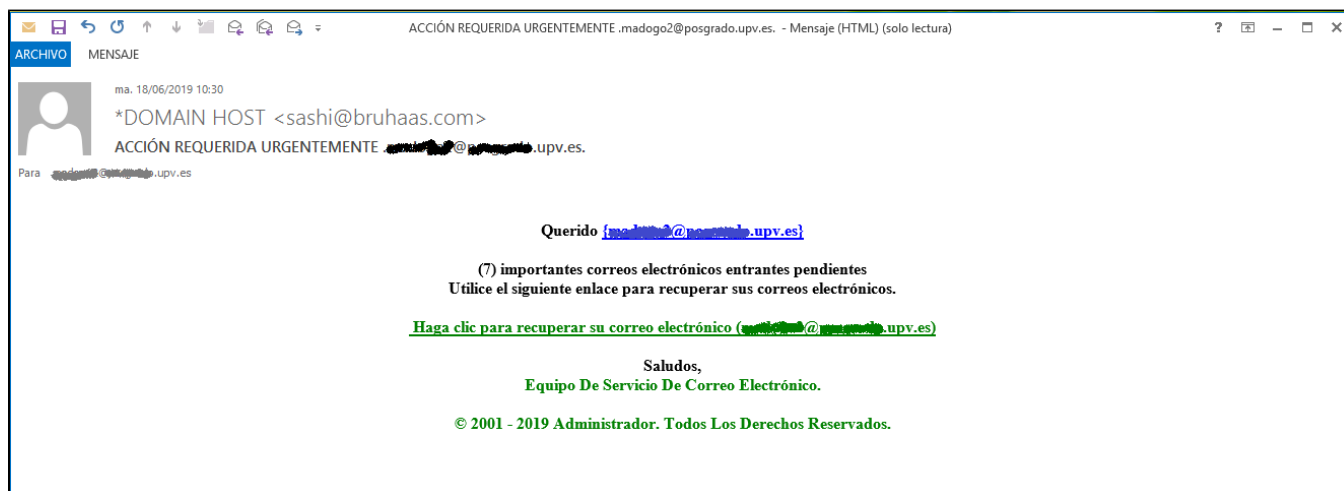 ACCIÓN REQUERIDA URGENTEMENTE .madogo2@posgrado.upv.es. - Mensaje (HTML) (solo lectura)
ARCHIVO MENSAJE
ma. 18/06/2019 10:30
*DOMAIN HOST <sashi@bruhaas.com>
ACCIÓN REQUERIDA URGENTEMENTE . @ .upv.es.
Para @ .upv.es
Querido { @ .upv.es}
(7) importantes correos electrónicos entrantes pendientes
Utilice el siguiente enlace para recuperar sus correos electrónicos.
Haga clic para recuperar su correo electrónico ( @ .upv.es)
Saludos,
Equipo De Servicio De Correo Electrónico.
© 2001 - 2019 Administrador. Todos Los Derechos Reservados.